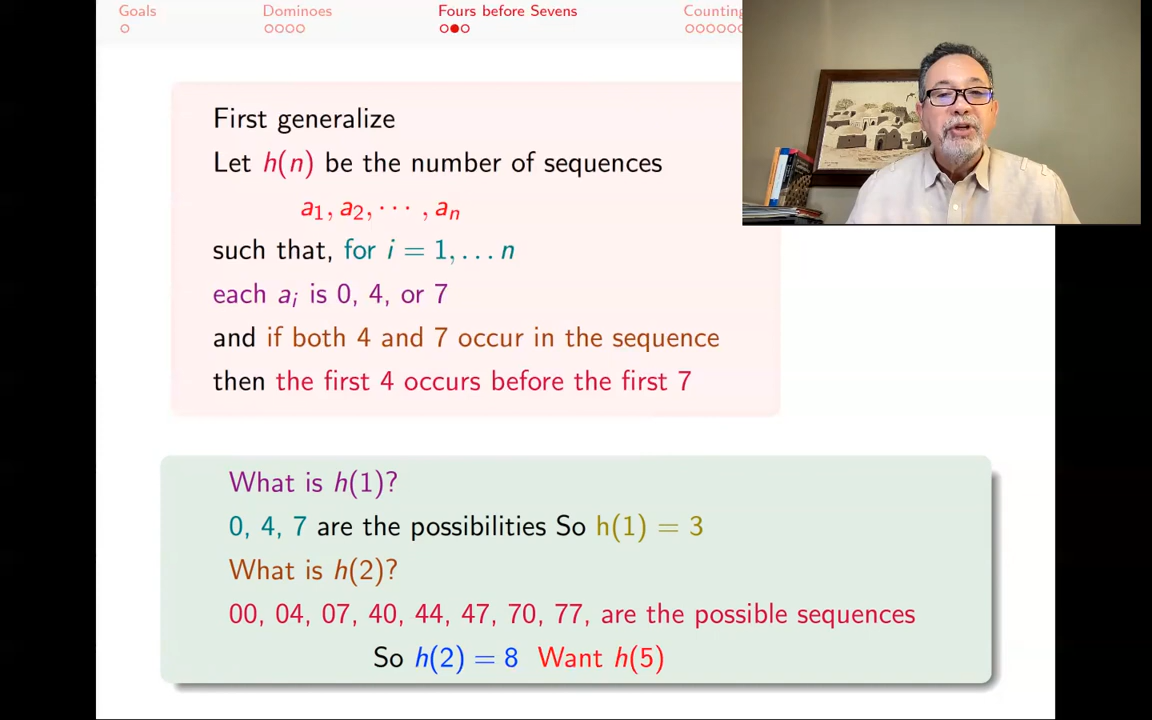 Goals Dominoes Fours before Sevens Counting
First generalize
Let h(n) be the number of sequences
a₁, a₂, ⋯ , aₙ
such that, for i = 1, . . . n
each aᵢ is 0, 4, or 7
and if both 4 and 7 occur in the sequence
then the first 4 occurs before the first 7
What is h(1)?
0, 4, 7 are the possibilities So h(1) = 3
What is h(2)?
00, 04, 07, 40, 44, 47, 70, 77, are the possible sequences
So h(2) = 8 Want h(5)